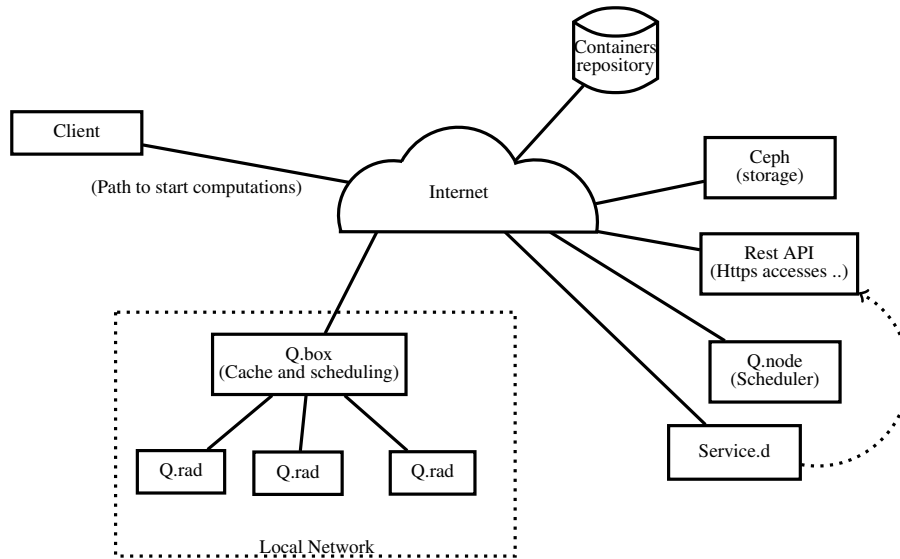 Containers
repository
Client
Ceph
(storage)
(Path to start computations)
Internet
Rest API
(Https accesses ..)
Q.box
(Cache and scheduling)
Q.node
(Scheduler)
Service.d
Q.rad
Q.rad
Q.rad
Local Network